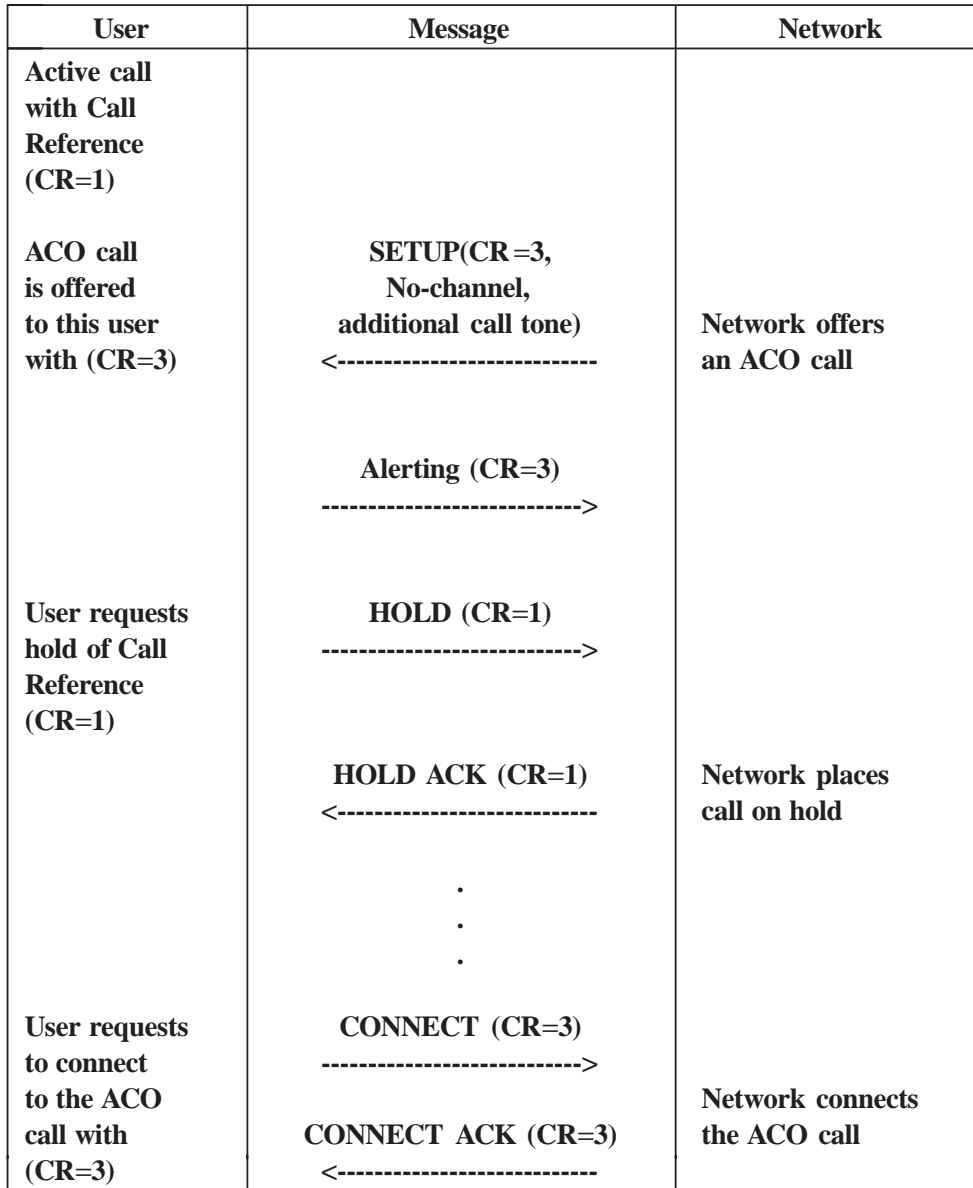 User Message Network
Active call
with Call
Reference
(CR=1)
ACO call SETUP(CR=3,
is offered No-channel,
to this user additional call tone) Network offers
with (CR=3) <---------------------------- an ACO call
Alerting (CR=3)
---------------------------->
User requests HOLD (CR=1)
hold of Call ---------------------------->
Reference
(CR=1)
HOLD ACK (CR=1) Network places
<---------------------------- call on hold
.
.
.
User requests CONNECT (CR=3)
to connect ---------------------------->
to the ACO Network connects
call with CONNECT ACK (CR=3) the ACO call
(CR=3) <----------------------------